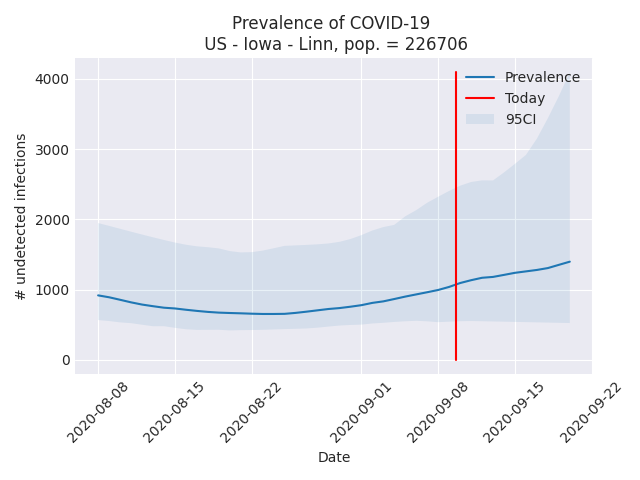 Prevalence of COVID-19
US - Iowa - Linn, pop. = 226706
# undetected infections
4000
3000
2000
1000
0
Prevalence
Today
95CI
2020-08-08
2020-08-15
2020-08-22
2020-09-01
2020-09-08
2020-09-15
2020-09-22
Date